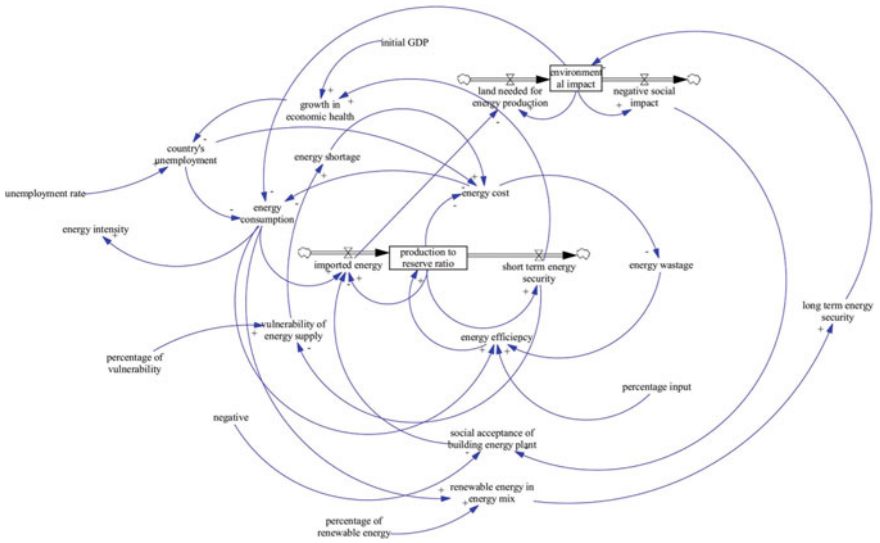 initial GDP
environment
al impact
land needed for
energy production
negative social
impact
growth in
economic health
country's
unemployment
energy shortage
unemployment rate
energy cost
energy
consumption
energy intensity
imported energy
production to
reserve ratio
short term energy
security
energy wastage
long term energy
security
vulnerability of
energy supply
energy efficiency
percentage of
vulnerability
percentage input
negative
social acceptance of
building energy plant
renewable energy in
energy mix
percentage of
renewable energy